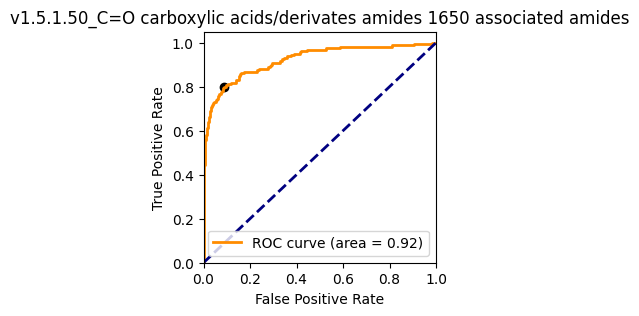 v1.5.1.50_C=O carboxylic acids/derivates amides 1650 associated amides
1.0
0.8
0.6
0.4
0.2
0.0
True Positive Rate
ROC curve (area = 0.92)
0.0 0.2 0.4 0.6 0.8 1.0
False Positive Rate